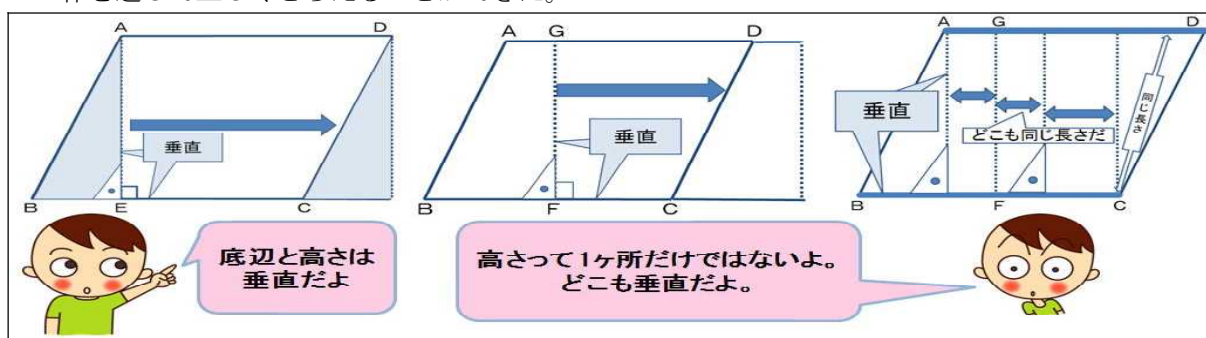 A D
垂直
B E C
A G D
垂直
B F C
A G D
垂直
どこも同じ長さだ
同じ長さ
B F C
底辺と高さは
垂直だよ
高さって1ヶ所だけではないよ。
どこも垂直だよ。